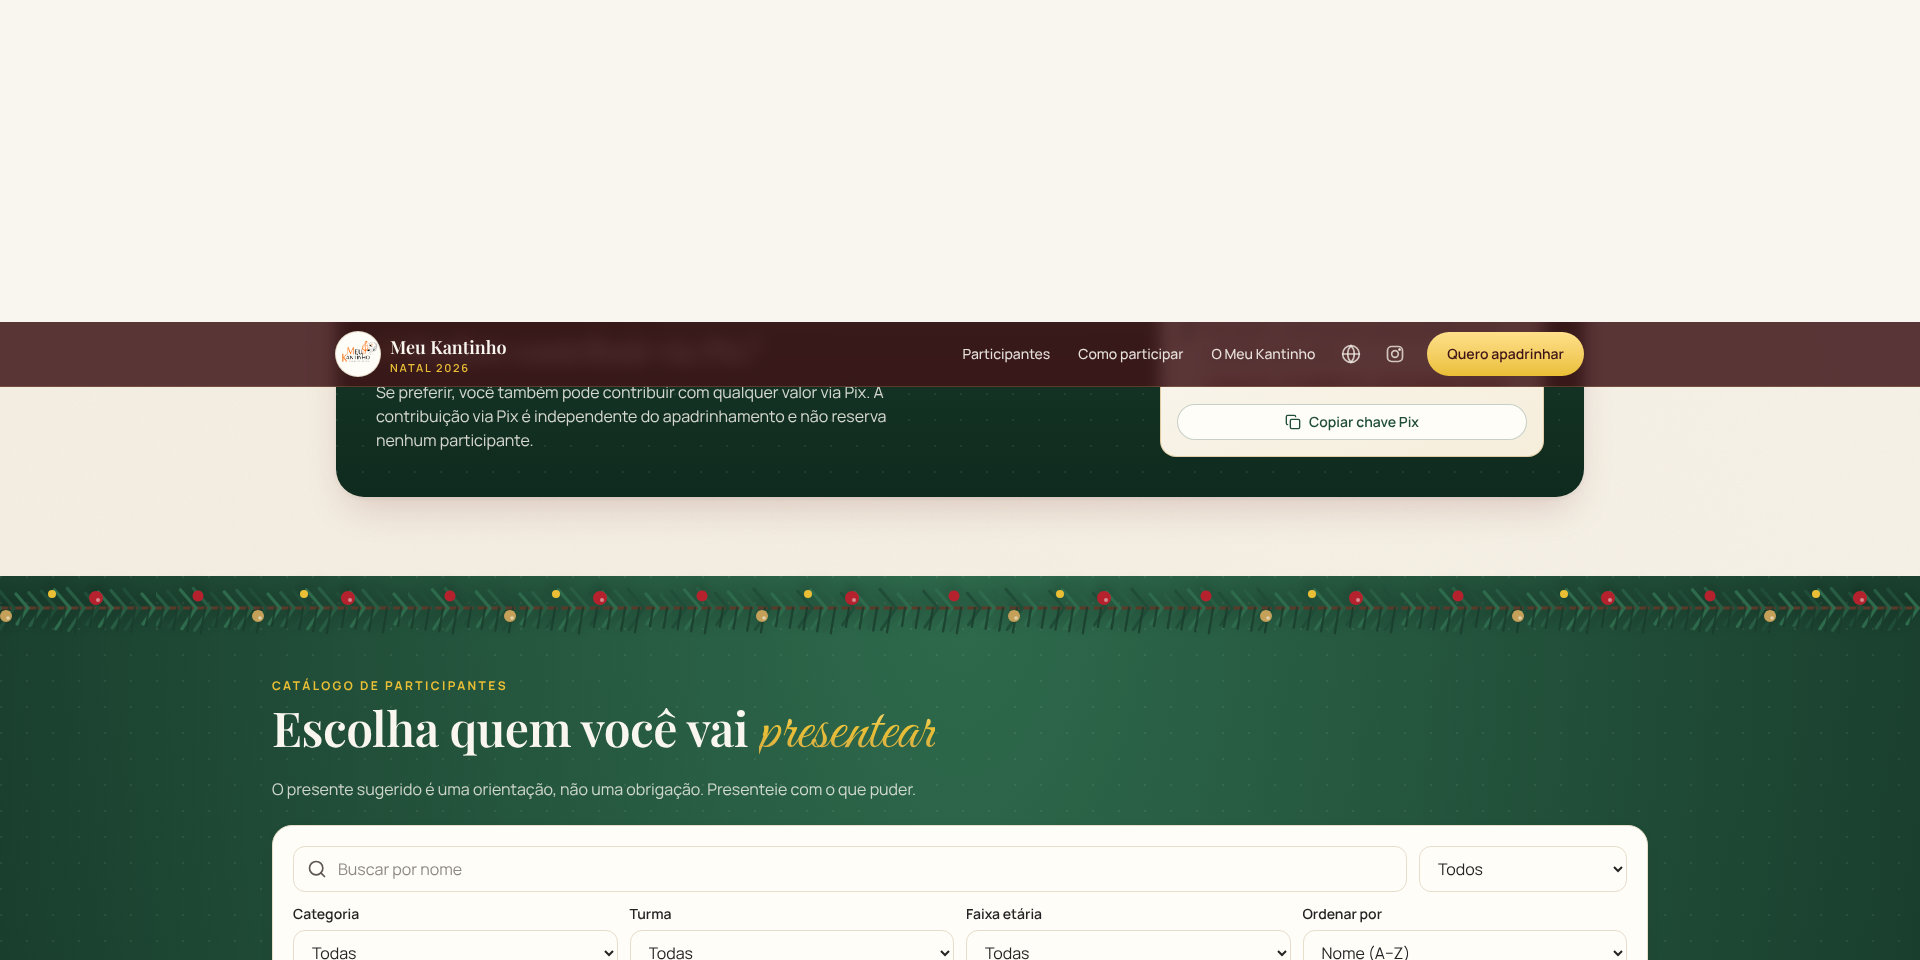 Meu Kantinho
NATAL 2026
Participantes
Como participar
O Meu Kantinho
Quero apadrinhar
Se preferir, você também pode contribuir com qualquer valor via Pix. A
contribuição via Pix é independente do apadrinhamento e não reserva
nenhum participante.
Copiar chave Pix
CATÁLOGO DE PARTICIPANTES
Escolha quem você vai presentear
O presente sugerido é uma orientação, não uma obrigação. Presenteie com o que puder.
Buscar por nome
Todos
Categoria
Turma
Faixa etária
Ordenar por
Todas
Todas
Todas
Nome (A–Z)